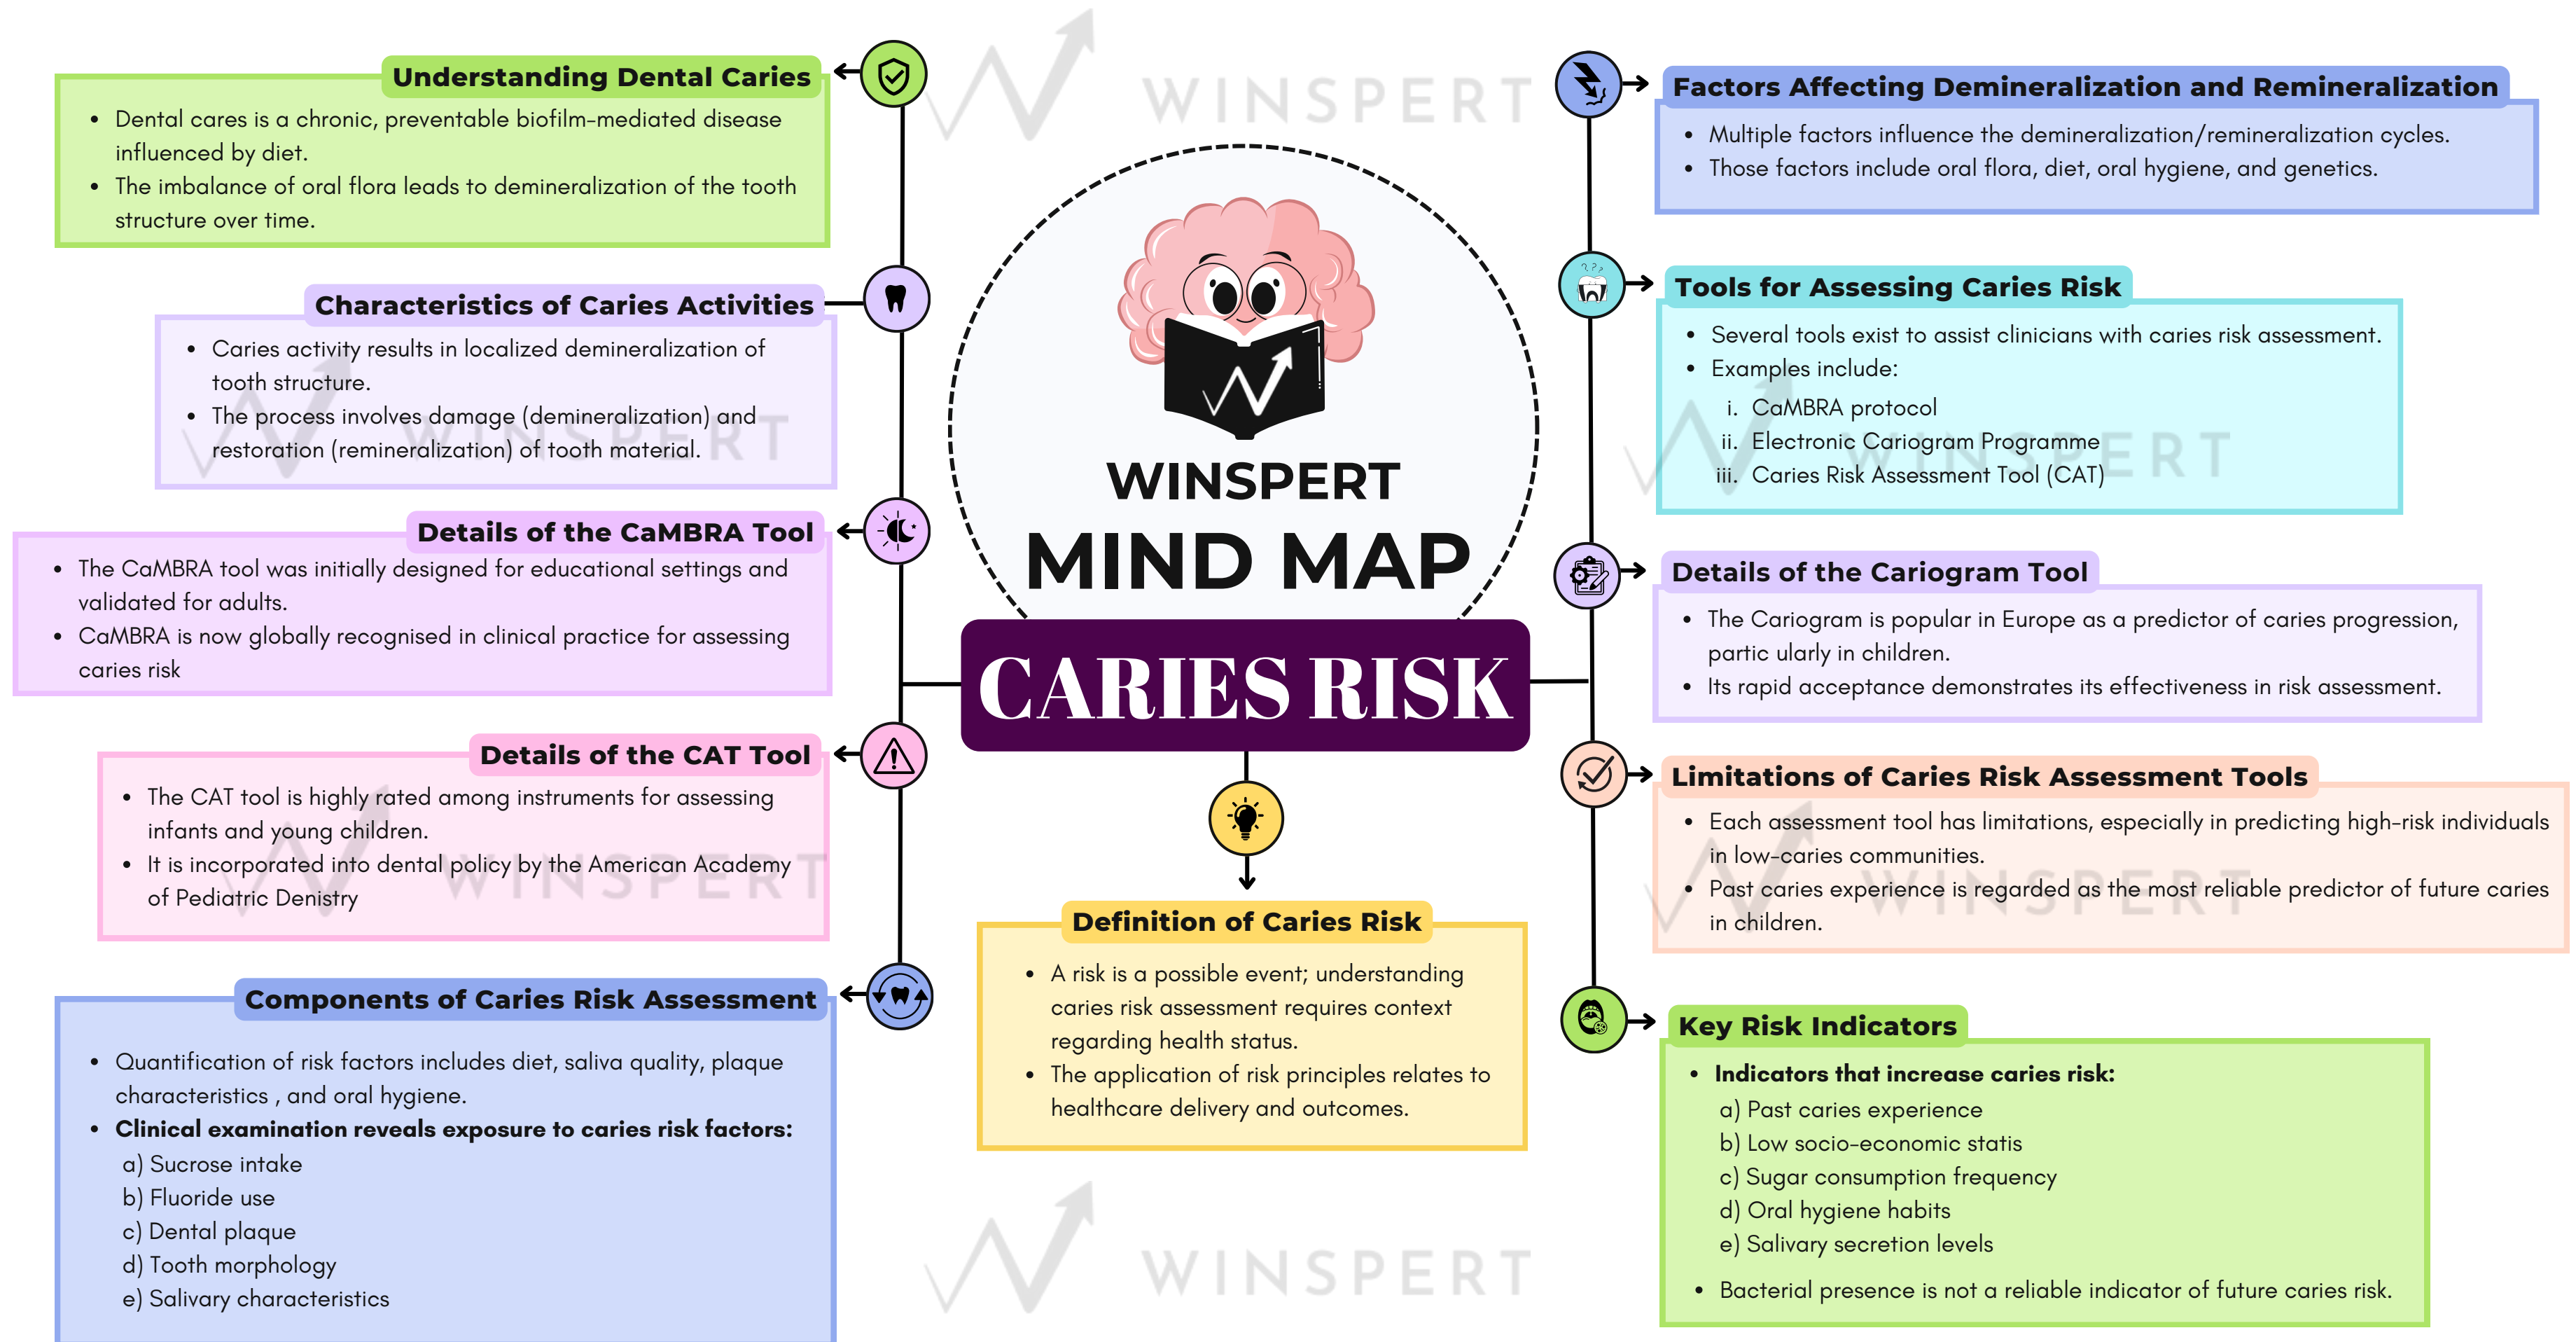 WINSPERT
Understanding Dental Caries
• Dental cares is a chronic, preventable biofilm-mediated disease
influenced by diet.
• The imbalance of oral flora leads to demineralization of the tooth
structure over time.
Characteristics of Caries Activities
• Caries activity results in localized demineralization of
tooth structure.
• The process involves damage (demineralization) and
restoration (remineralization) of tooth material.
WINSPERT
Details of the CaMBRA Tool
• The CaMBRA tool was initially designed for educational settings and
validated for adults.
• CaMBRA is now globally recognised in clinical practice for assessing
caries risk
Details of the CAT Tool
• The CAT tool is highly rated among instruments for assessing
infants and young children.
• It is incorporated into dental policy by the American Academy
of Pediatric Denistry
WINSPERT
Components of Caries Risk Assessment
• Quantification of risk factors includes diet, saliva quality, plaque
characteristics , and oral hygiene.
• Clinical examination reveals exposure to caries risk factors:
a) Sucrose intake
b) Fluoride use
c) Dental plaque
d) Tooth morphology
e) Salivary characteristics
WINSPERT
MIND MAP
CARIES RISK
Definition of Caries Risk
• A risk is a possible event; understanding
caries risk assessment requires context
regarding health status.
• The application of risk principles relates to
healthcare delivery and outcomes.
WINSPERT
Factors Affecting Demineralization and Remineralization
• Multiple factors influence the demineralization/remineralization cycles.
• Those factors include oral flora, diet, oral hygiene, and genetics.
Tools for Assessing Caries Risk
• Several tools exist to assist clinicians with caries risk assessment.
• Examples include:
i. CaMBRA protocol
ii. Electronic Cariogram Programme
iii. Caries Risk Assessment Tool (CAT)
WINSPERT
Details of the Cariogram Tool
• The Cariogram is popular in Europe as a predictor of caries progression,
partic ularly in children.
• Its rapid acceptance demonstrates its effectiveness in risk assessment.
Limitations of Caries Risk Assessment Tools
• Each assessment tool has limitations, especially in predicting high-risk individuals
in low-caries communities.
• Past caries experience is regarded as the most reliable predictor of future caries
in children.
WINSPERT
Key Risk Indicators
• Indicators that increase caries risk:
a) Past caries experience
b) Low socio-economic statis
c) Sugar consumption frequency
d) Oral hygiene habits
e) Salivary secretion levels
• Bacterial presence is not a reliable indicator of future caries risk.